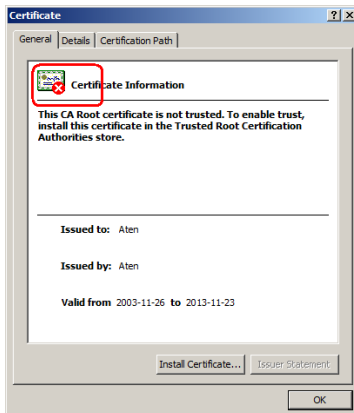 Certificate
? X
General Details Certification Path
Certificate Information
This CA Root certificate is not trusted. To enable trust,
install this certificate in the Trusted Root Certification
Authorities store.
Issued to: Aten
Issued by: Aten
Valid from 2003-11-26 to 2013-11-23
Install Certificate... Issuer Statement
OK